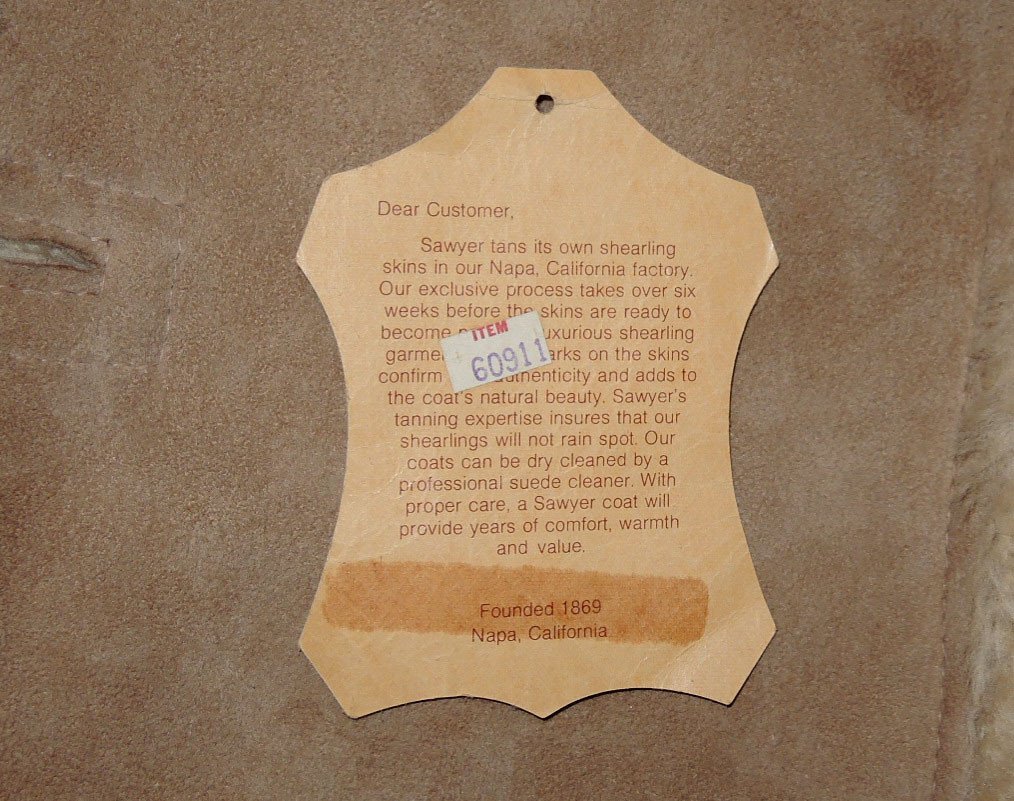 Dear Customer,
Sawyer tans its own shearling
skins in our Napa, California factory.
Our exclusive process takes over six
weeks before the skins are ready to
become uxurious shearling
garme arks on the skins
confirm uthenticity and adds to
the coat's natural beauty. Sawyer's
tanning expertise insures that our
shearlings will not rain spot. Our
coats can be dry cleaned by a
professional suede cleaner. With
proper care, a Sawyer coat will
provide years of comfort, warmth
and value.
ITEM
60911
Founded 1869
Napa, California